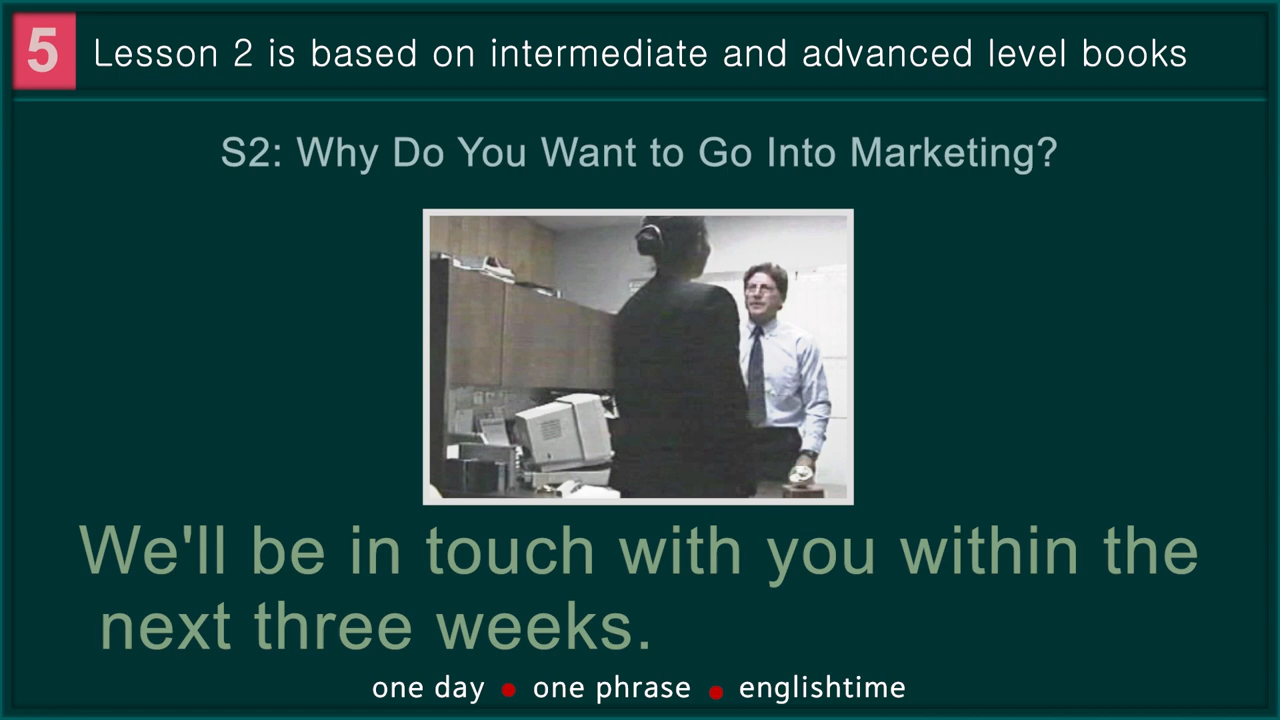 5
Lesson 2 is based on intermediate and advanced level books
S2: Why Do You Want to Go Into Marketing?
We'll be in touch with you within the
next three weeks.
one day • one phrase • englishtime